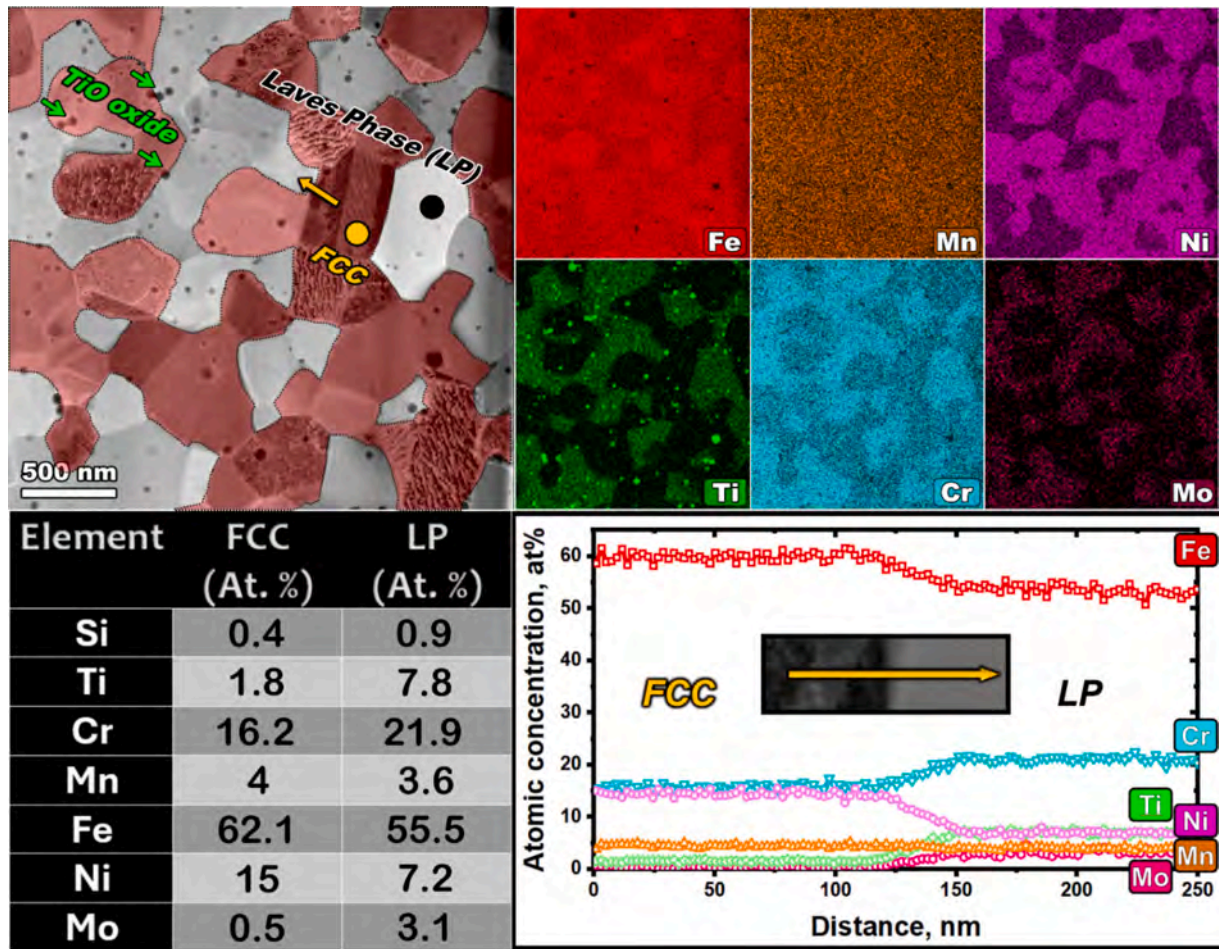 TiO oxide
Laves Phase (LP)
FCC
500 nm
Fe
Mn
Ni
Ti
Cr
Mo
Element FCC LP
(At. %) (At. %)
Si 0.4 0.9
Ti 1.8 7.8
Cr 16.2 21.9
Mn 4 3.6
Fe 62.1 55.5
Ni 15 7.2
Mo 0.5 3.1
Atomic concentration, at%
60
50
40
30
20
10
0
FCC
LP
Fe
Cr
Ti
Ni
Mn
Mo
0 50 100 150 200 250
Distance, nm